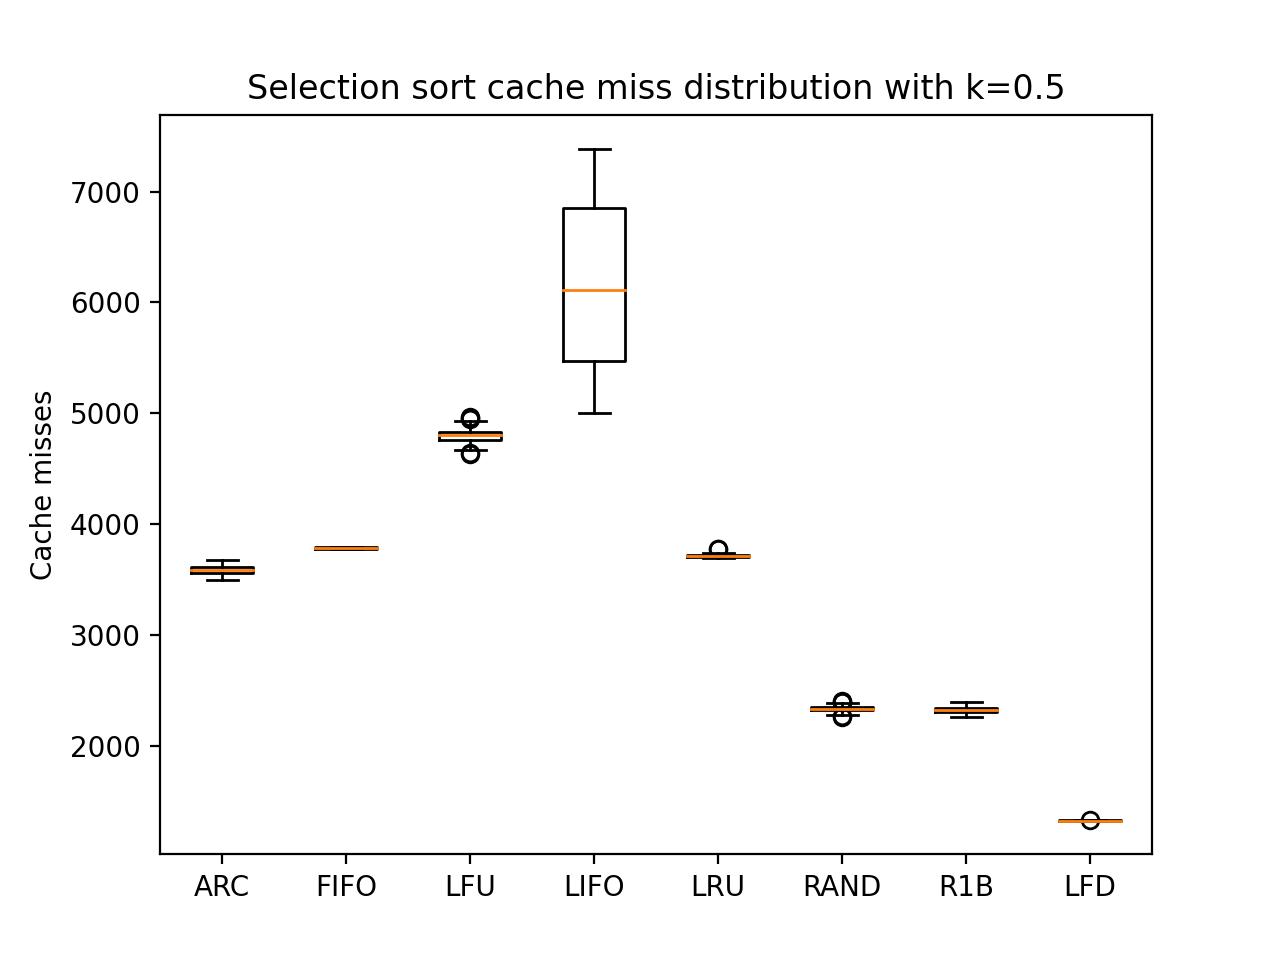 Selection sort cache miss distribution with k=0.5
7000
6000
5000
4000
3000
2000
Cache misses
ARC FIFO LFU LIFO LRU RAND R1B LFD